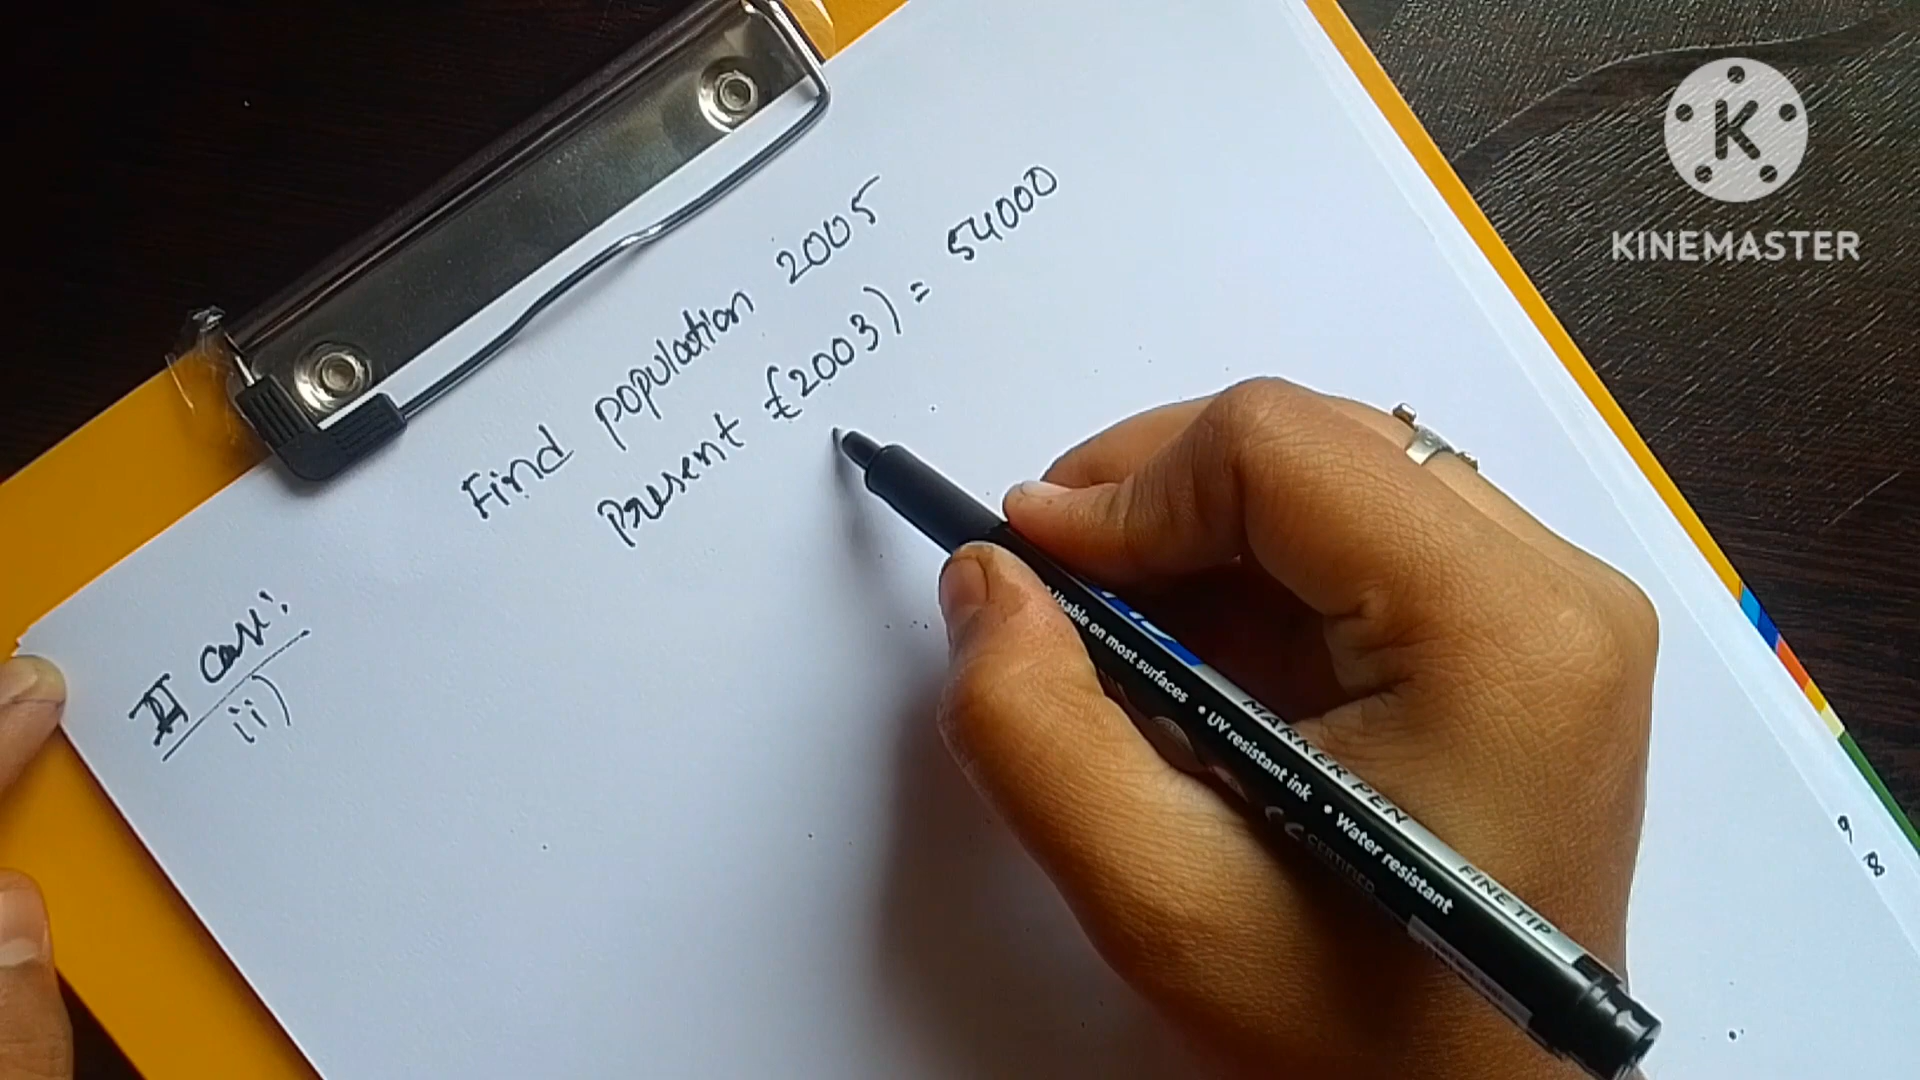 Find population 2005
Present (2003) = 54000
II Case:
ii)
K
KINEMASTER
Usable on most surfaces • UV resistant ink • Water resistant
MARKER PEN FINE TIP
CERTIFIED